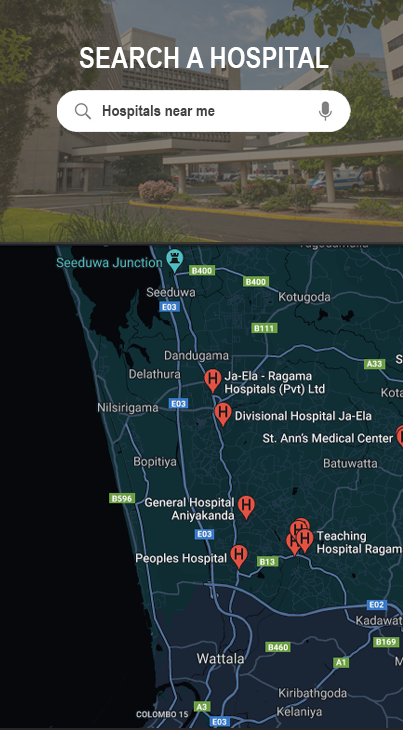 SEARCH A HOSPITAL
Hospitals near me
Seeduwa Junction
B400
B400
Seeduwa
Kotugoda
E03
B111
Dandugama
A33
Delathura
Ja-Ela - Ragama
Hospitals (Pvt) Ltd
Nilsirigama
E03
Divisional Hospital Ja-Ela
St. Ann's Medical Center
Bopitiya
Batuwatta
B596
General Hospital
Aniyakanda
E03
Teaching
Hospital Ragam
Peoples Hospital
B13
E02
Kadawat
B169
B460
Wattala
A1
Kiribathgoda
A3
Kelaniya
COLOMBO 15
E03